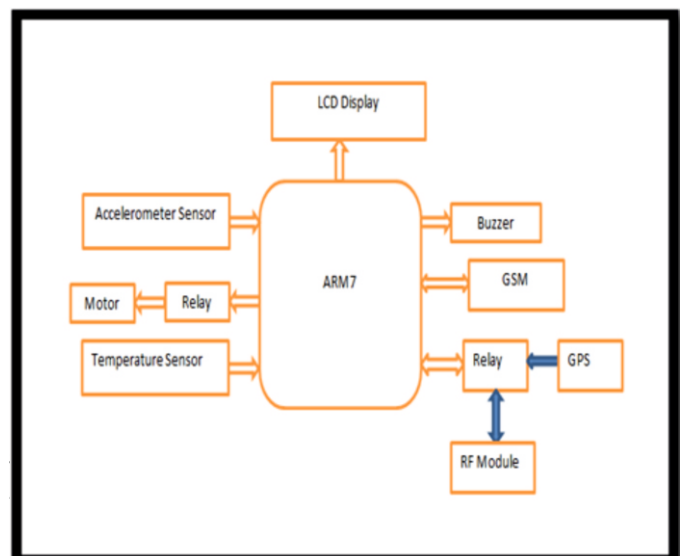 LCD Display
Accelerometer Sensor
Buzzer
ARM7
GSM
Motor
Relay
Temperature Sensor
Relay
GPS
RF Module